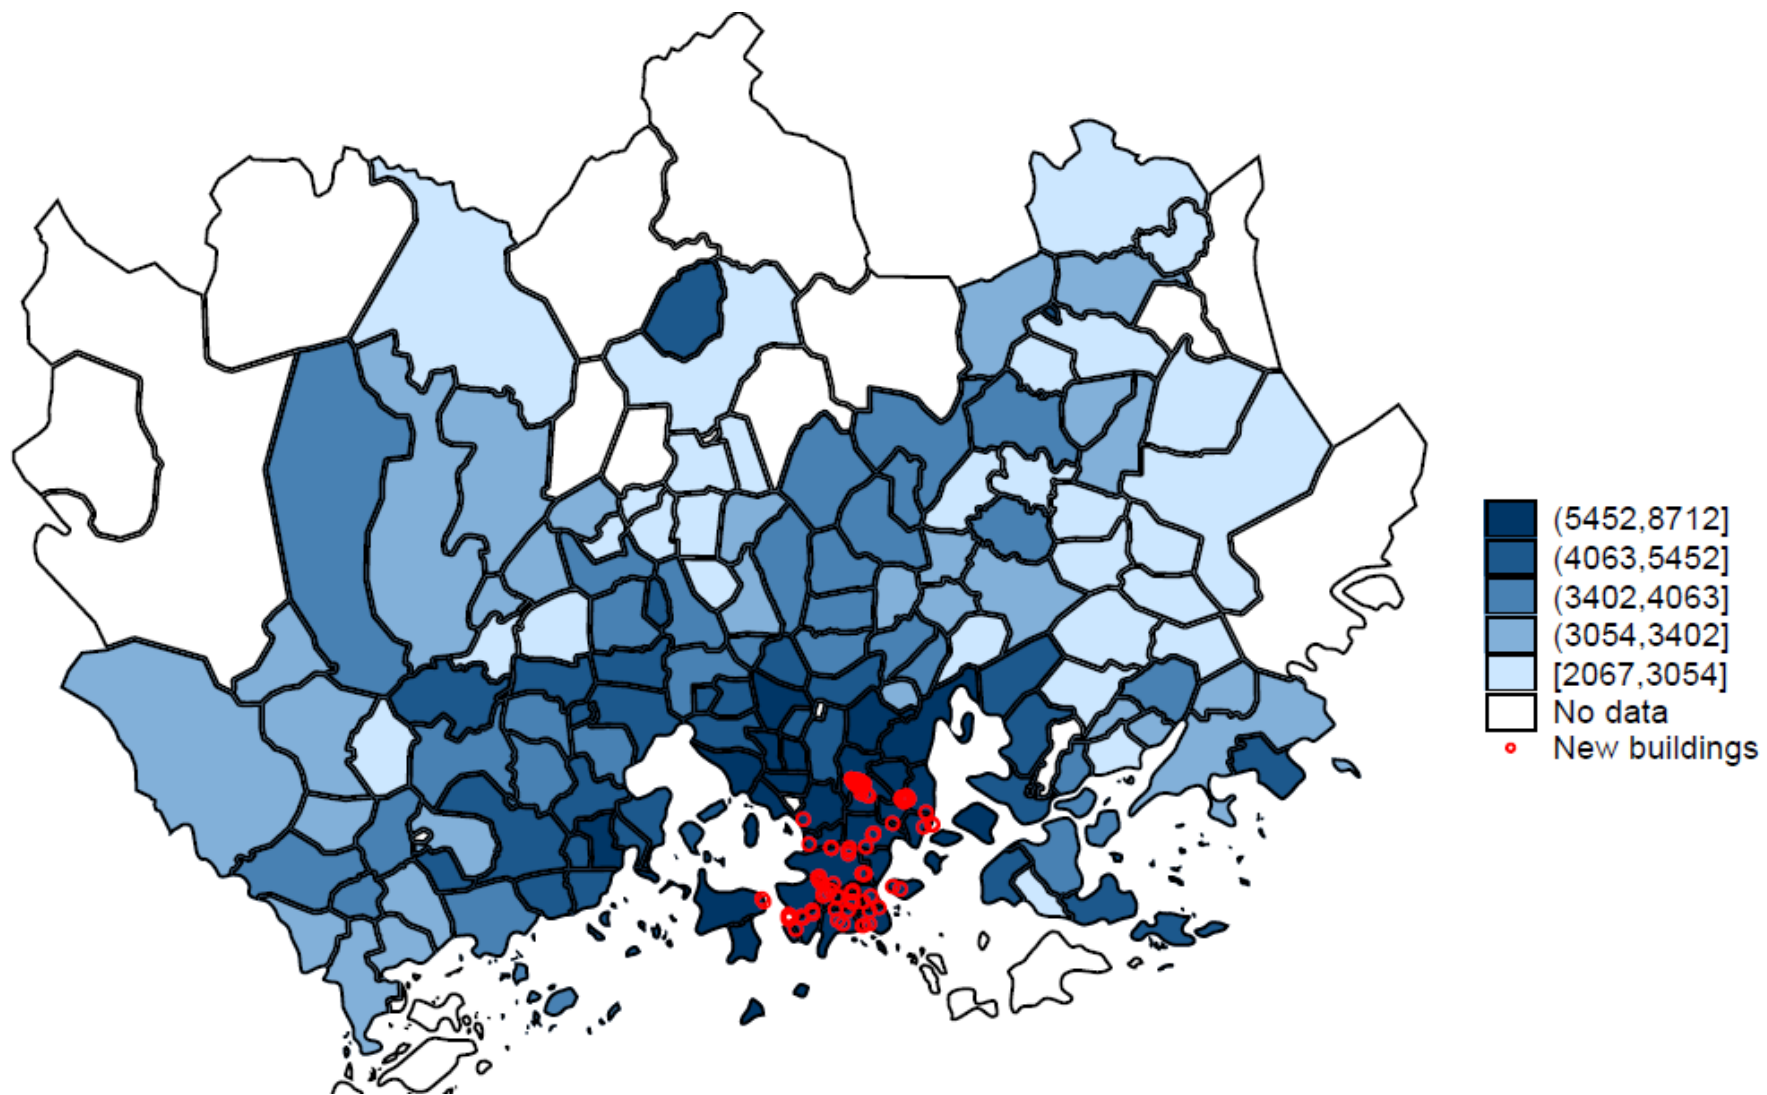 (5452,8712]
(4063,5452]
(3402,4063]
(3054,3402]
[2067,3054]
No data
New buildings